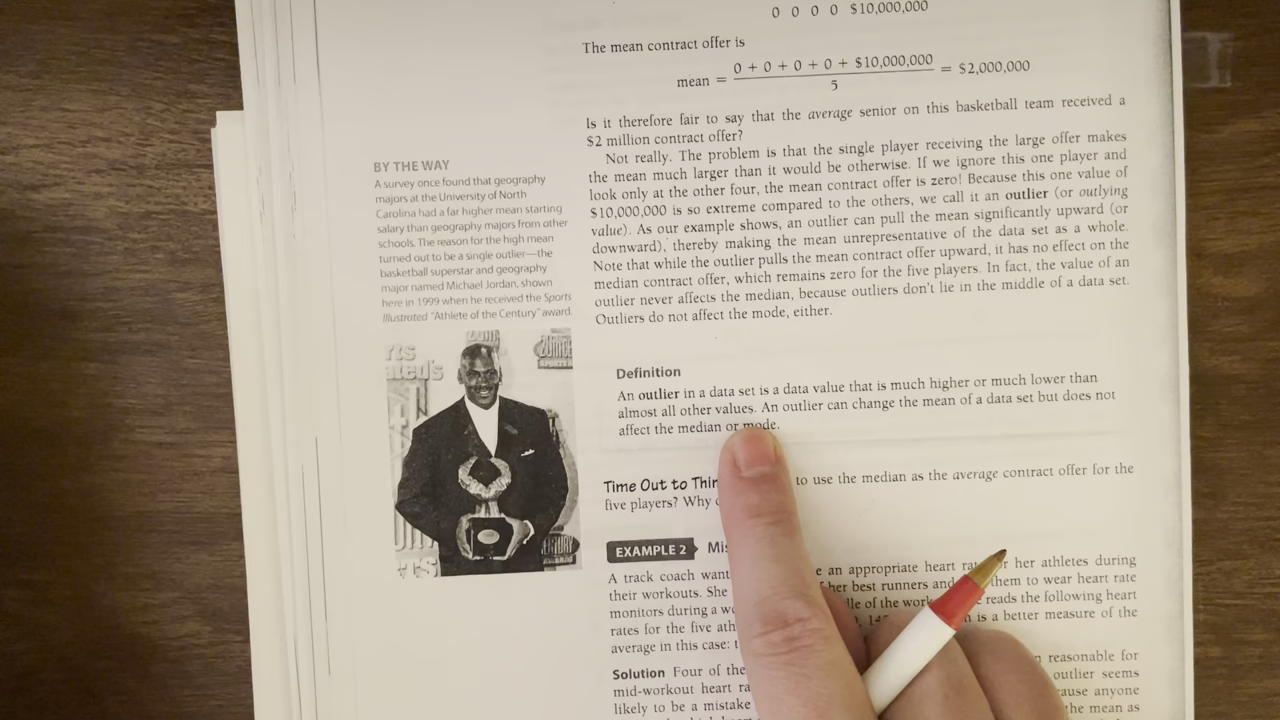 0 0 0 0 $10,000,000
The mean contract offer is
mean = 0 + 0 + 0 + 0 + $10,000,000 / 5 = $2,000,000
Is it therefore fair to say that the average senior on this basketball team received a
$2 million contract offer?
Not really. The problem is that the single player receiving the large offer makes
the mean much larger than it would be otherwise. If we ignore this one player and
look only at the other four, the mean contract offer is zero! Because this one value of
$10,000,000 is so extreme compared to the others, we call it an outlier (or outlying
value). As our example shows, an outlier can pull the mean significantly upward (or
downward), thereby making the mean unrepresentative of the data set as a whole.
Note that while the outlier pulls the mean contract offer upward, it has no effect on the
median contract offer, which remains zero for the five players. In fact, the value of an
outlier never affects the median, because outliers don't lie in the middle of a data set.
Outliers do not affect the mode, either.
BY THE WAY
A survey once found that geography
majors at the University of North
Carolina had a far higher mean starting
salary than geography majors from other
schools. The reason for the high mean
turned out to be a single outlier—the
basketball superstar and geography
major named Michael Jordan, shown
here in 1999 when he received the Sports
Illustrated "Athlete of the Century" award.
Definition
An outlier in a data set is a data value that is much higher or much lower than
almost all other values. An outlier can change the mean of a data set but does not
affect the median or mode.
Time Out to to use the median as the average contract offer for the
five players? Why
EXAMPLE 2
A track coach want an appropriate heart her athletes during
their workouts. She her best runners and them to wear heart rate
monitors during a of the reads the following heart
rates for the five is a better measure of the
average in this case:
Solution Four of the reasonable for
mid-workout heart outlier seems
likely to be a mistake anyone
the mean as